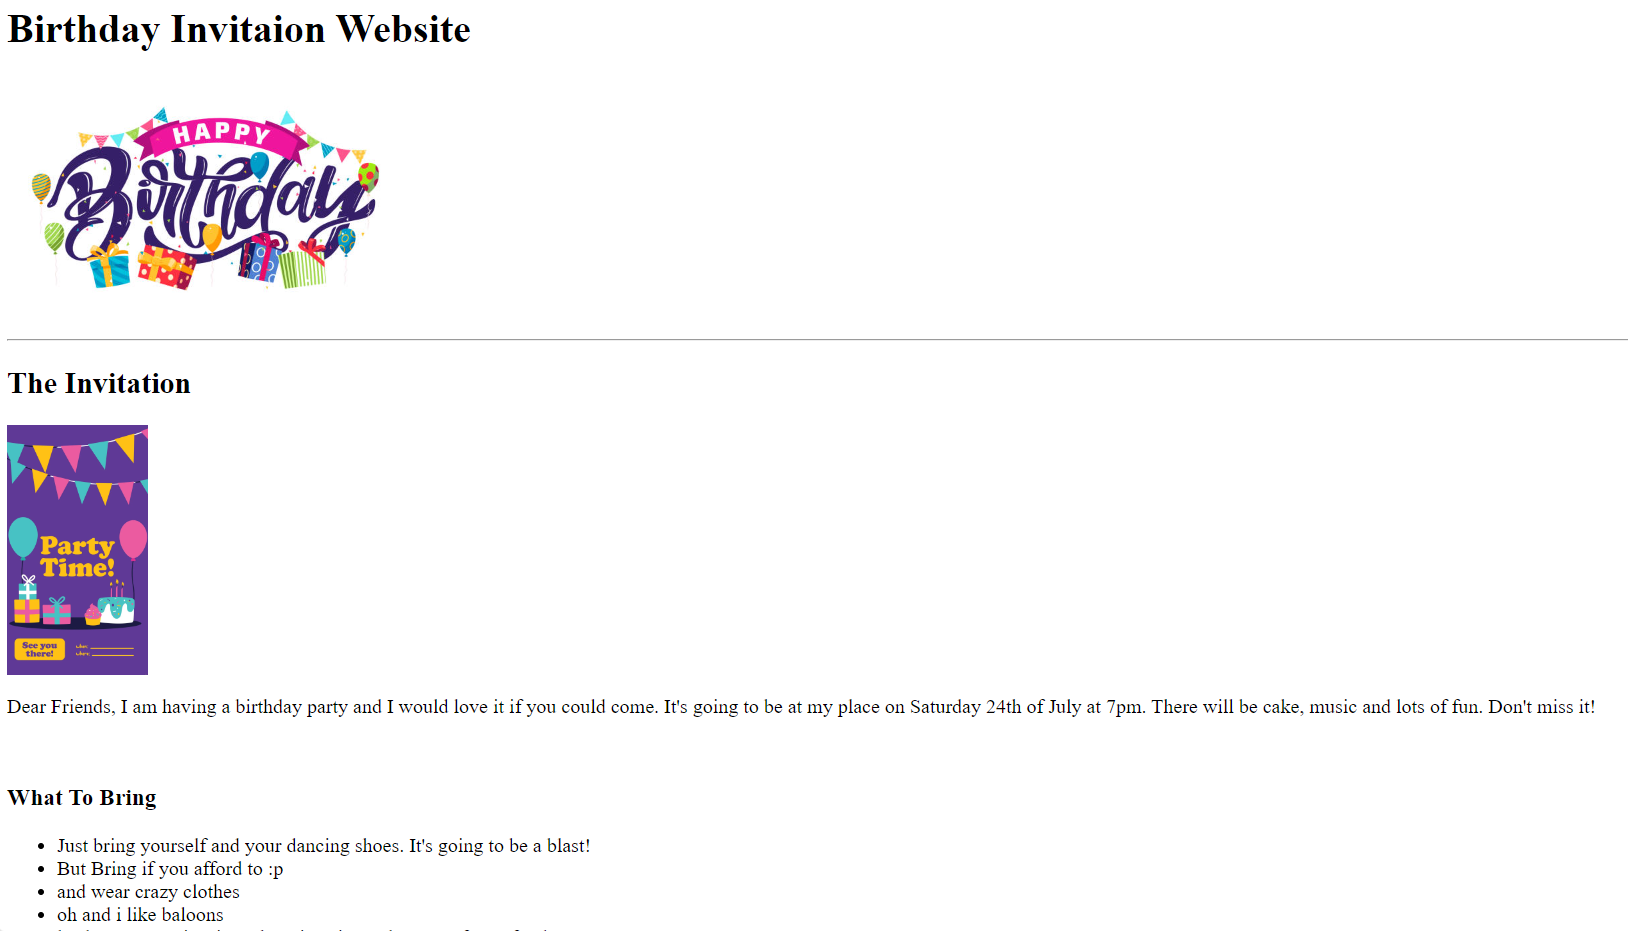 Birthday Invitaion Website
HAPPY
Birthday
The Invitation
Party
Time!
See you
there!
Dear Friends, I am having a birthday party and I would love it if you could come. It's going to be at my place on Saturday 24th of July at 7pm. There will be cake, music and lots of fun. Don't miss it!
What To Bring
Just bring yourself and your dancing shoes. It's going to be a blast!
But Bring if you afford to :p
and wear crazy clothes
oh and i like baloons